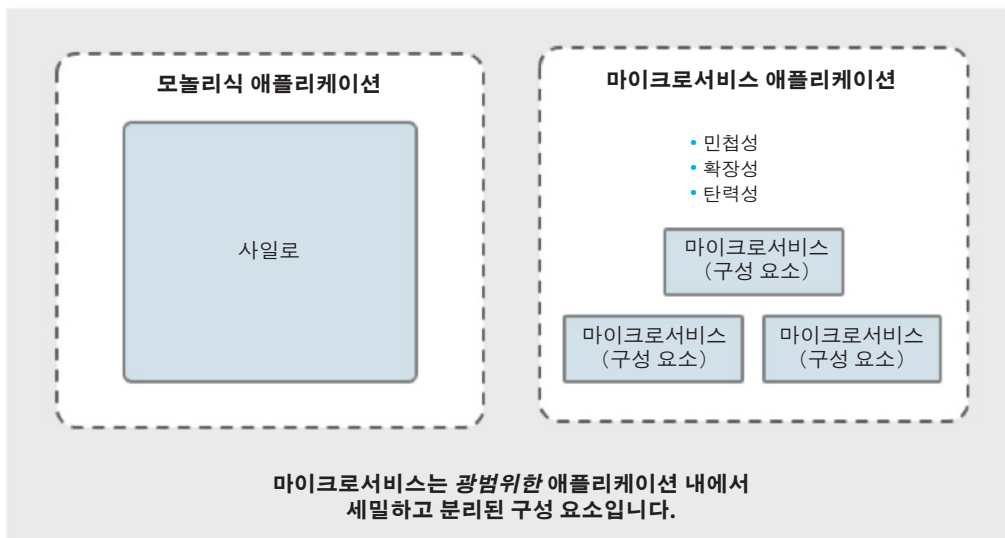 모놀리식 애플리케이션
사일로
마이크로서비스 애플리케이션
• 민첩성
• 확장성
• 탄력성
마이크로서비스
(구성 요소)
마이크로서비스
(구성 요소)
마이크로서비스
(구성 요소)
마이크로서비스는 광범위한 애플리케이션 내에서
세밀하고 분리된 구성 요소입니다.